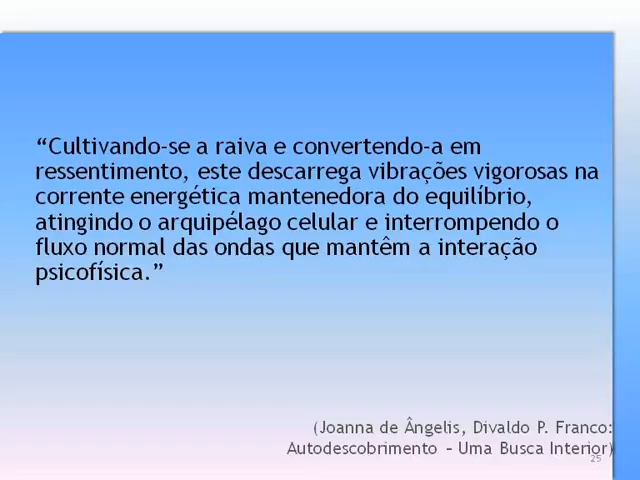 “Cultivando-se a raiva e convertendo-a em
ressentimento, este descarrega vibrações vigorosas na
corrente energética mantenedora do equilíbrio,
atingindo o arquipélago celular e interrompendo o
fluxo normal das ondas que mantêm a interação
psicofísica.”
(Joanna de Ângelis, Divaldo P. Franco:
Autodescobrimento – Uma Busca Interior)
25